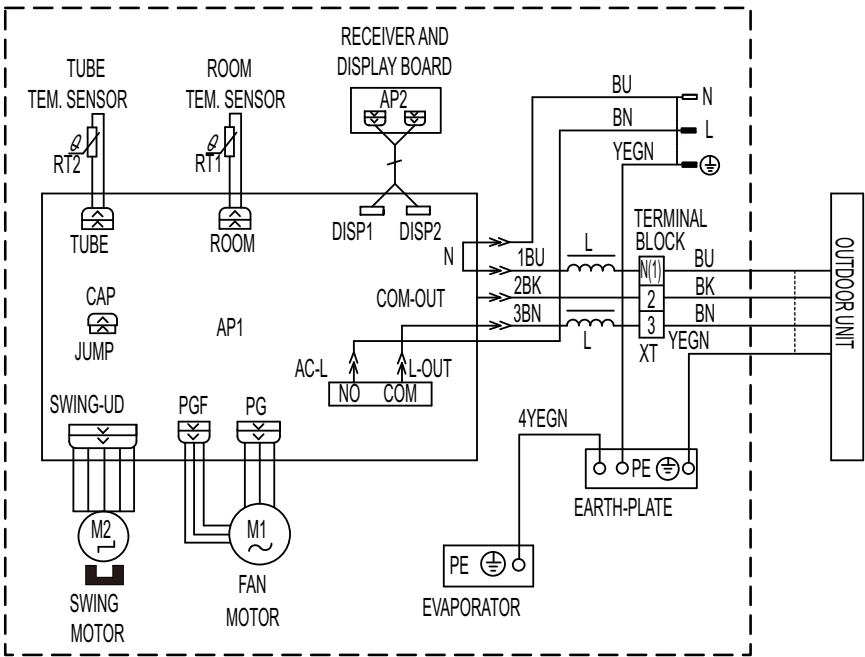 RECEIVER AND
DISPLAY BOARD
TUBE
TEM. SENSOR
ROOM
TEM. SENSOR
AP2
BU
N
BN
L
YEGN
RT2
RT1
TUBE
ROOM
DISP1
DISP2
TERMINAL
BLOCK
N
1BU
L
N(1)
BU
COM-OUT
2BK
2
BK
3BN
L
3
BN
XT
YEGN
OUTDOOR UNIT
CAP
JUMP
AP1
AC-L
L-OUT
NO
COM
SWING-UD
PGF
PG
4YEGN
PE
EARTH-PLATE
M2
M1
PE
EVAPORATOR
FAN
MOTOR
SWING
MOTOR